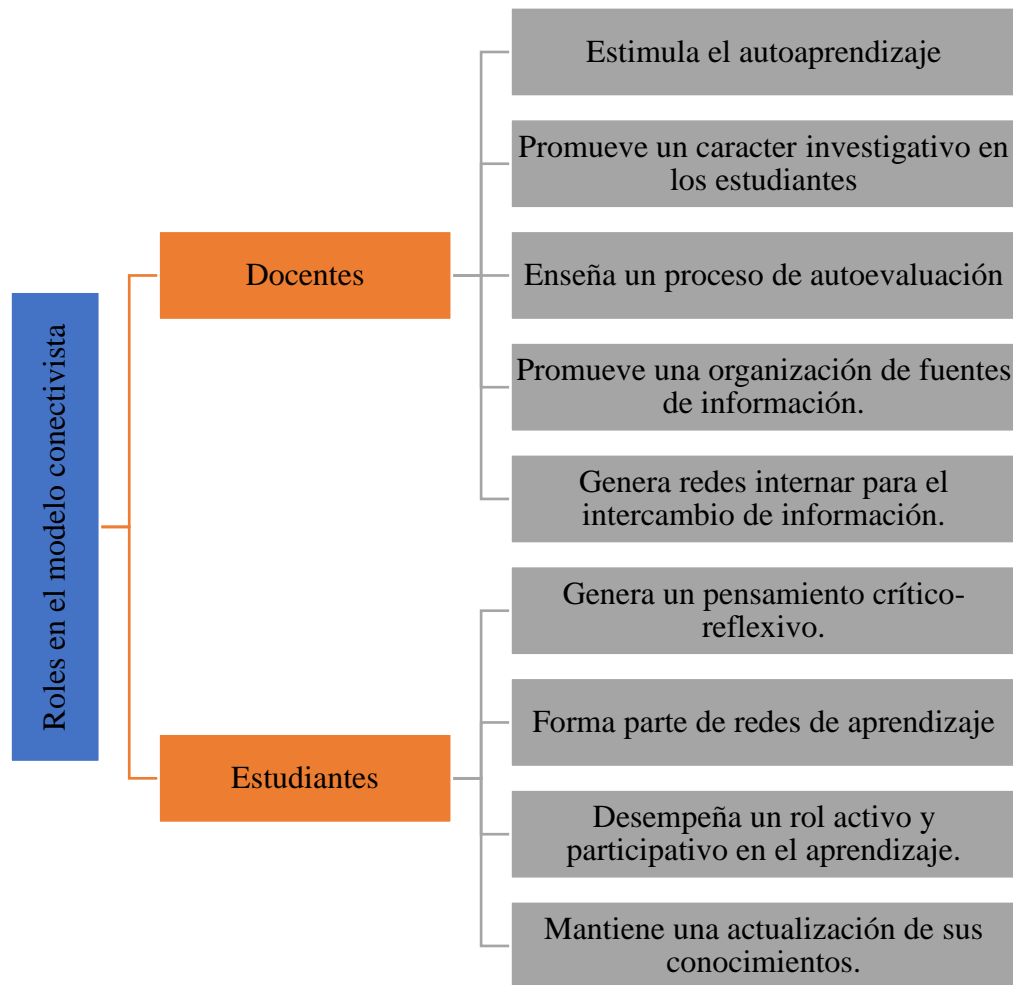 Roles en el modelo conectivista
Docentes
Estimula el autoaprendizaje
Promueve un caracter investigativo en
los estudiantes
Enseña un proceso de autoevaluación
Promueve una organización de fuentes
de información.
Genera redes internar para el
intercambio de información.
Estudiantes
Genera un pensamiento crítico-
reflexivo.
Forma parte de redes de aprendizaje
Desempeña un rol activo y
participativo en el aprendizaje.
Mantiene una actualización de sus
conocimientos.